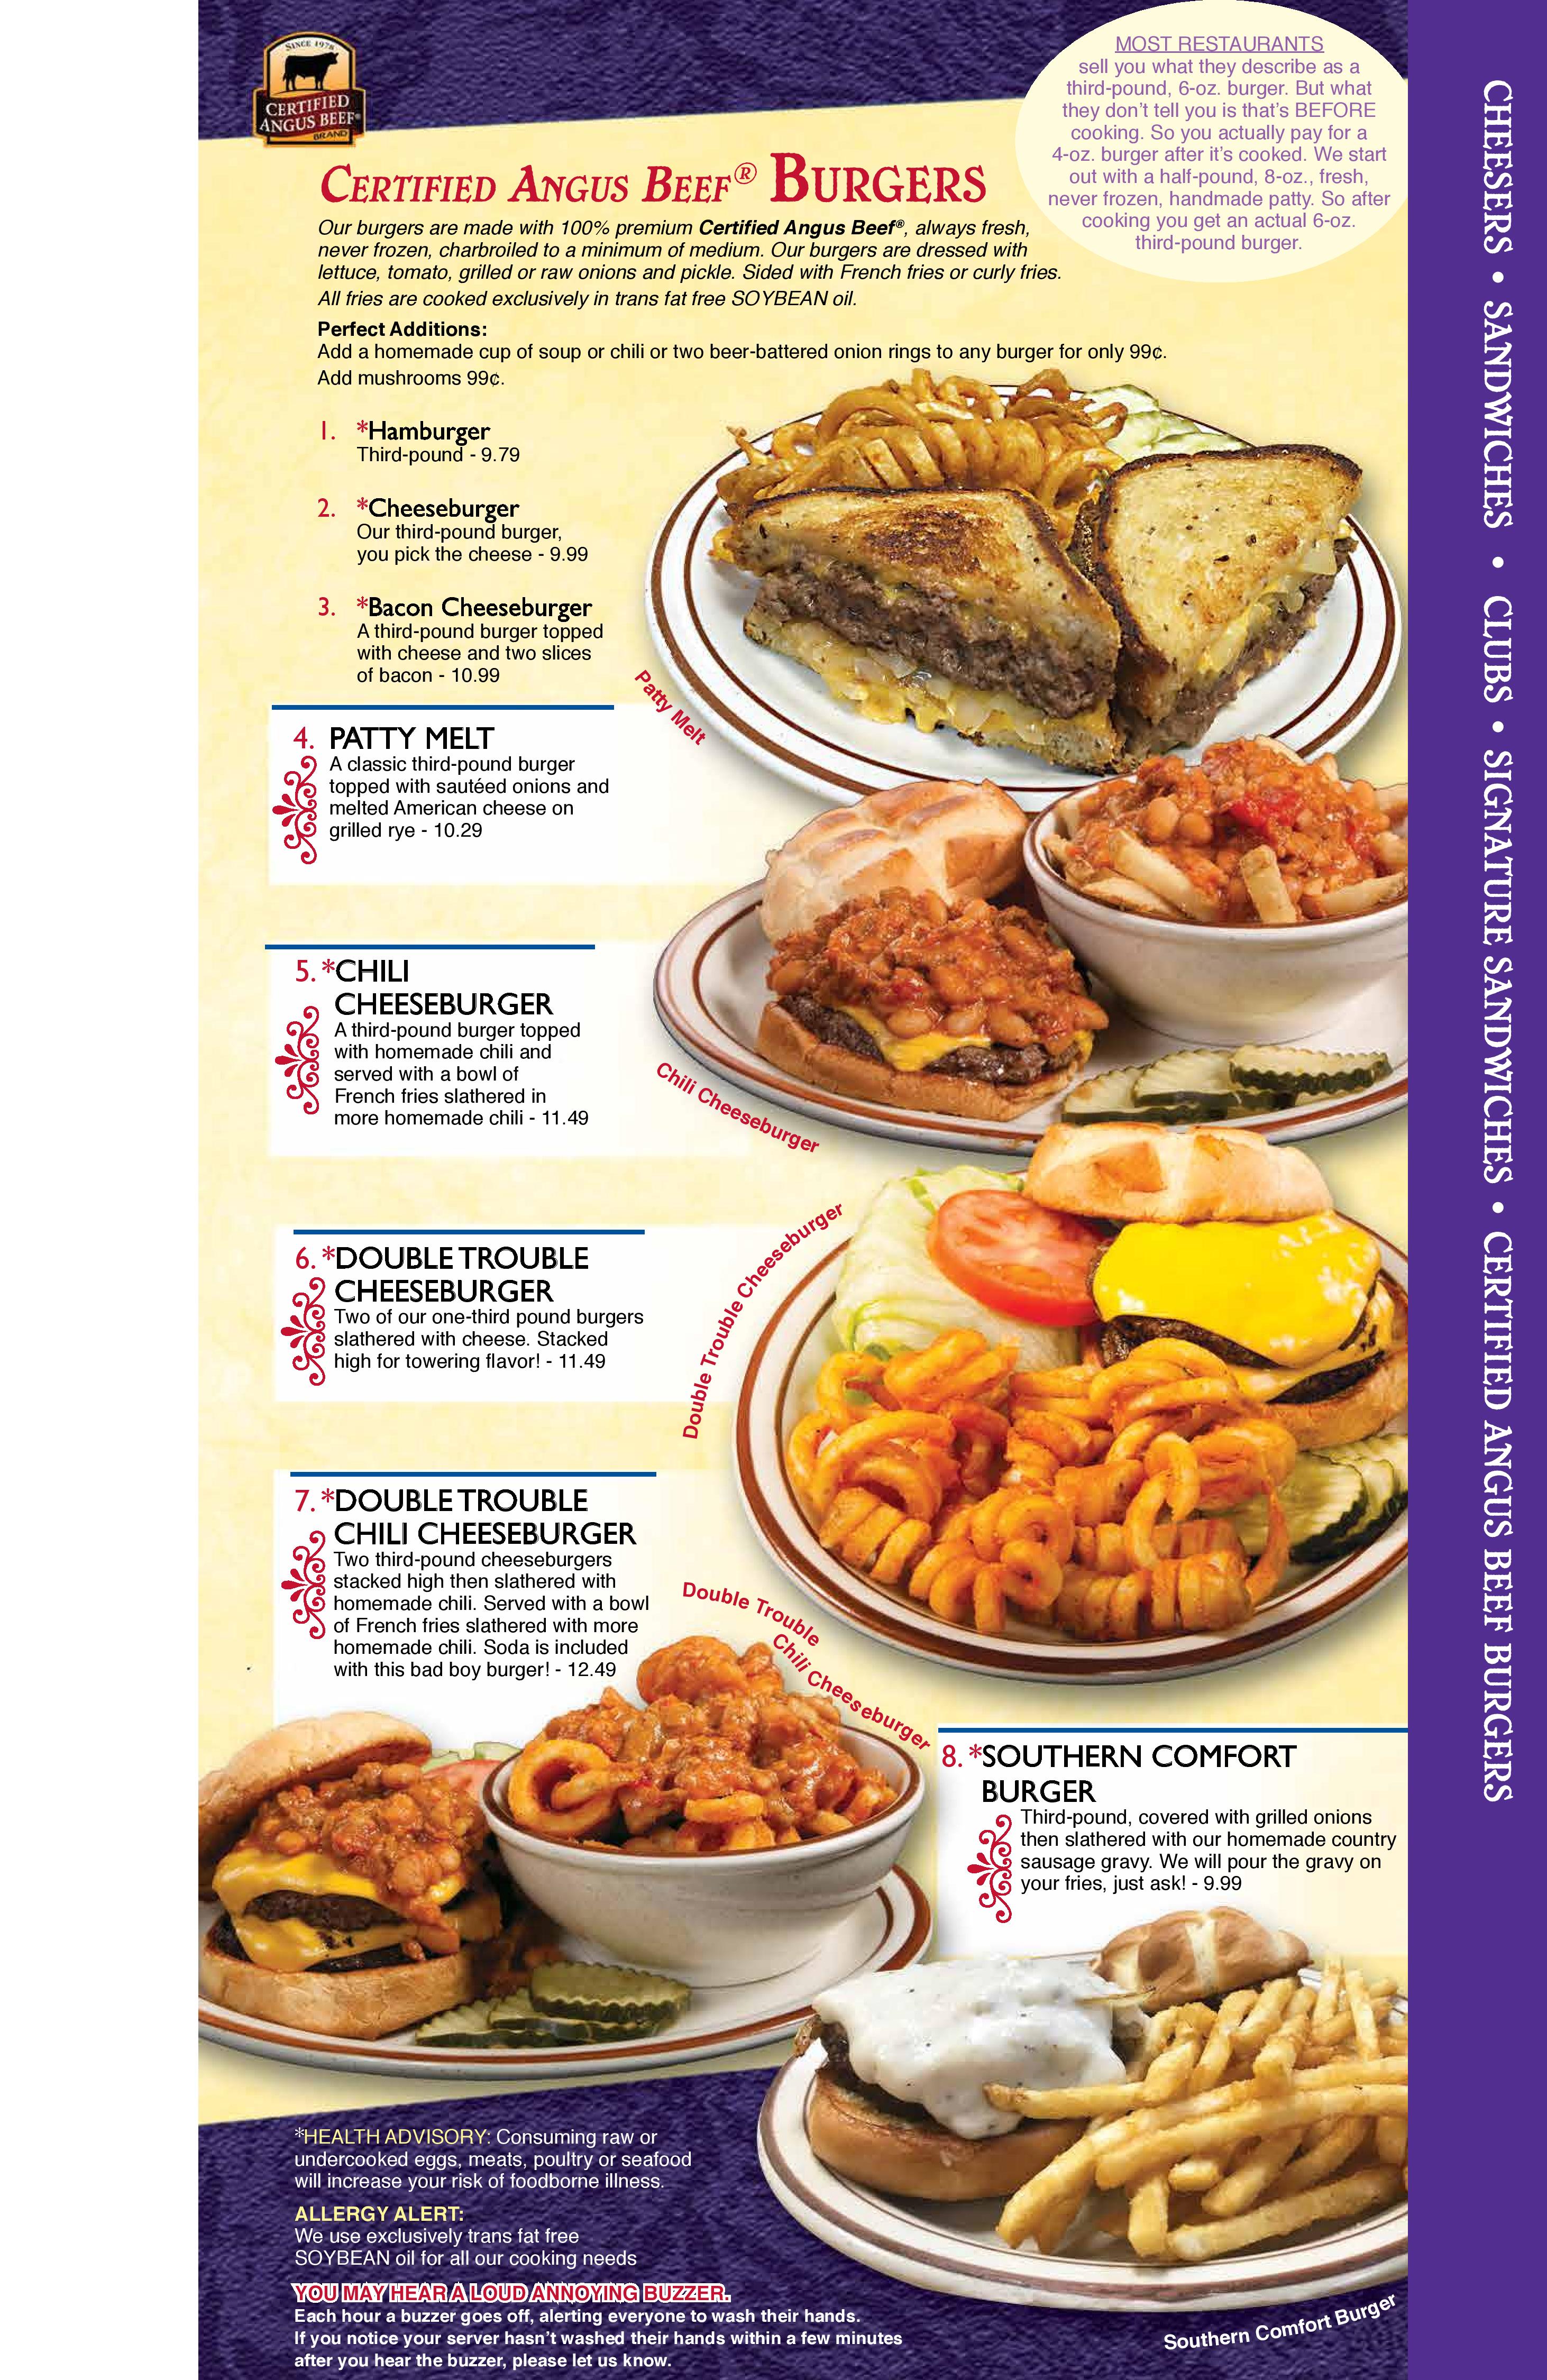 SINCE 1978
CERTIFIED
ANGUS BEEF®
BRAND
MOST RESTAURANTS
sell you what they describe as a
third-pound, 6-oz. burger. But what
they don't tell you is that's BEFORE
cooking. So you actually pay for a
4-oz. burger after it's cooked. We start
out with a half-pound, 8-oz., fresh,
never frozen, handmade patty. So after
cooking you get an actual 6-oz.
third-pound burger.
CERTIFIED ANGUS BEEF® BURGERS
Our burgers are made with 100% premium Certified Angus Beef®, always fresh,
never frozen, charbroiled to a minimum of medium. Our burgers are dressed with
lettuce, tomato, grilled or raw onions and pickle. Sided with French fries or curly fries.
All fries are cooked exclusively in trans fat free SOYBEAN oil.
Perfect Additions:
Add a homemade cup of soup or chili or two beer-battered onion rings to any burger for only 99¢.
Add mushrooms 99¢.
1. *Hamburger
Third-pound - 9.79
2. *Cheeseburger
Our third-pound burger,
you pick the cheese - 9.99
3. *Bacon Cheeseburger
A third-pound burger topped
with cheese and two slices
of bacon - 10.99
Patty Melt
4. PATTY MELT
A classic third-pound burger
topped with sautéed onions and
melted American cheese on
grilled rye - 10.29
5. *CHILI
CHEESEBURGER
A third-pound burger topped
with homemade chili and
served with a bowl of
French fries slathered in
more homemade chili - 11.49
Chili Cheeseburger
6. *DOUBLE TROUBLE
CHEESEBURGER
Two of our one-third pound burgers
slathered with cheese. Stacked
high for towering flavor! - 11.49
Double Trouble Cheeseburger
7. *DOUBLE TROUBLE
CHILI CHEESEBURGER
Two third-pound cheeseburgers
stacked high then slathered with
homemade chili. Served with a bowl
of French fries slathered with more
homemade chili. Soda is included
with this bad boy burger! - 12.49
Double Trouble
Chili Cheeseburger
8. *SOUTHERN COMFORT
BURGER
Third-pound, covered with grilled onions
then slathered with our homemade country
sausage gravy. We will pour the gravy on
your fries, just ask! - 9.99
Southern Comfort Burger
*HEALTH ADVISORY: Consuming raw or
undercooked eggs, meats, poultry or seafood
will increase your risk of foodborne illness.
ALLERGY ALERT:
We use exclusively trans fat free
SOYBEAN oil for all our cooking needs
YOU MAY HEAR A LOUD ANNOYING BUZZER.
Each hour a buzzer goes off, alerting everyone to wash their hands.
If you notice your server hasn't washed their hands within a few minutes
after you hear the buzzer, please let us know.
CHEESERS • SANDWICHES • CLUBS • SIGNATURE SANDWICHES • CERTIFIED ANGUS BEEF BURGERS